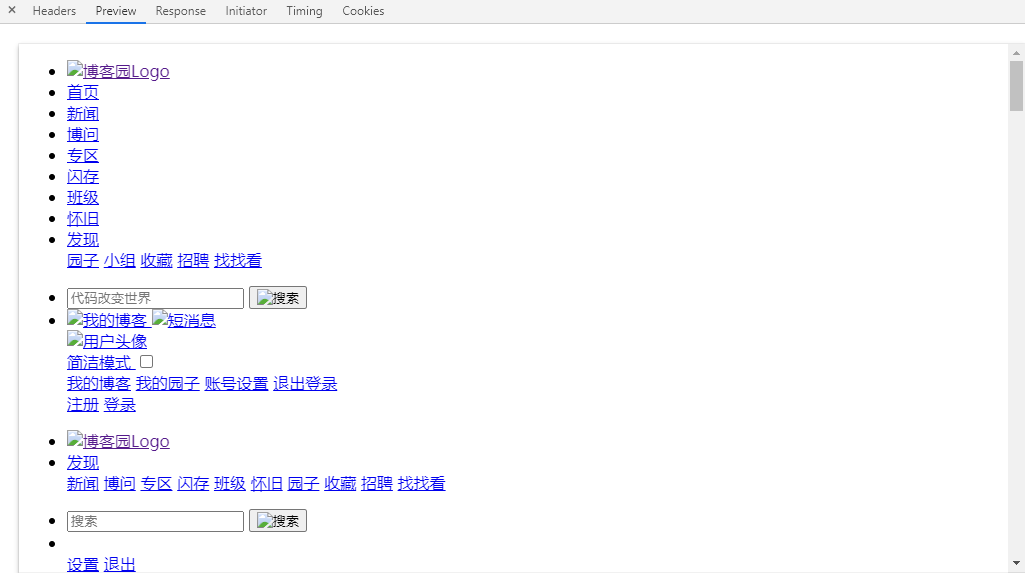 × Headers Preview Response Initiator Timing Cookies
博客园Logo
首页
新闻
博问
专区
闪存
班级
怀旧
发现
园子 小组 收藏 招聘 找找看
代码改变世界 搜索
我的博客 短消息
用户头像
简洁模式
我的博客 我的园子 账号设置 退出登录
注册 登录
博客园Logo
发现
新闻 博问 专区 闪存 班级 怀旧 园子 收藏 招聘 找找看
搜索 搜索
设置 退出